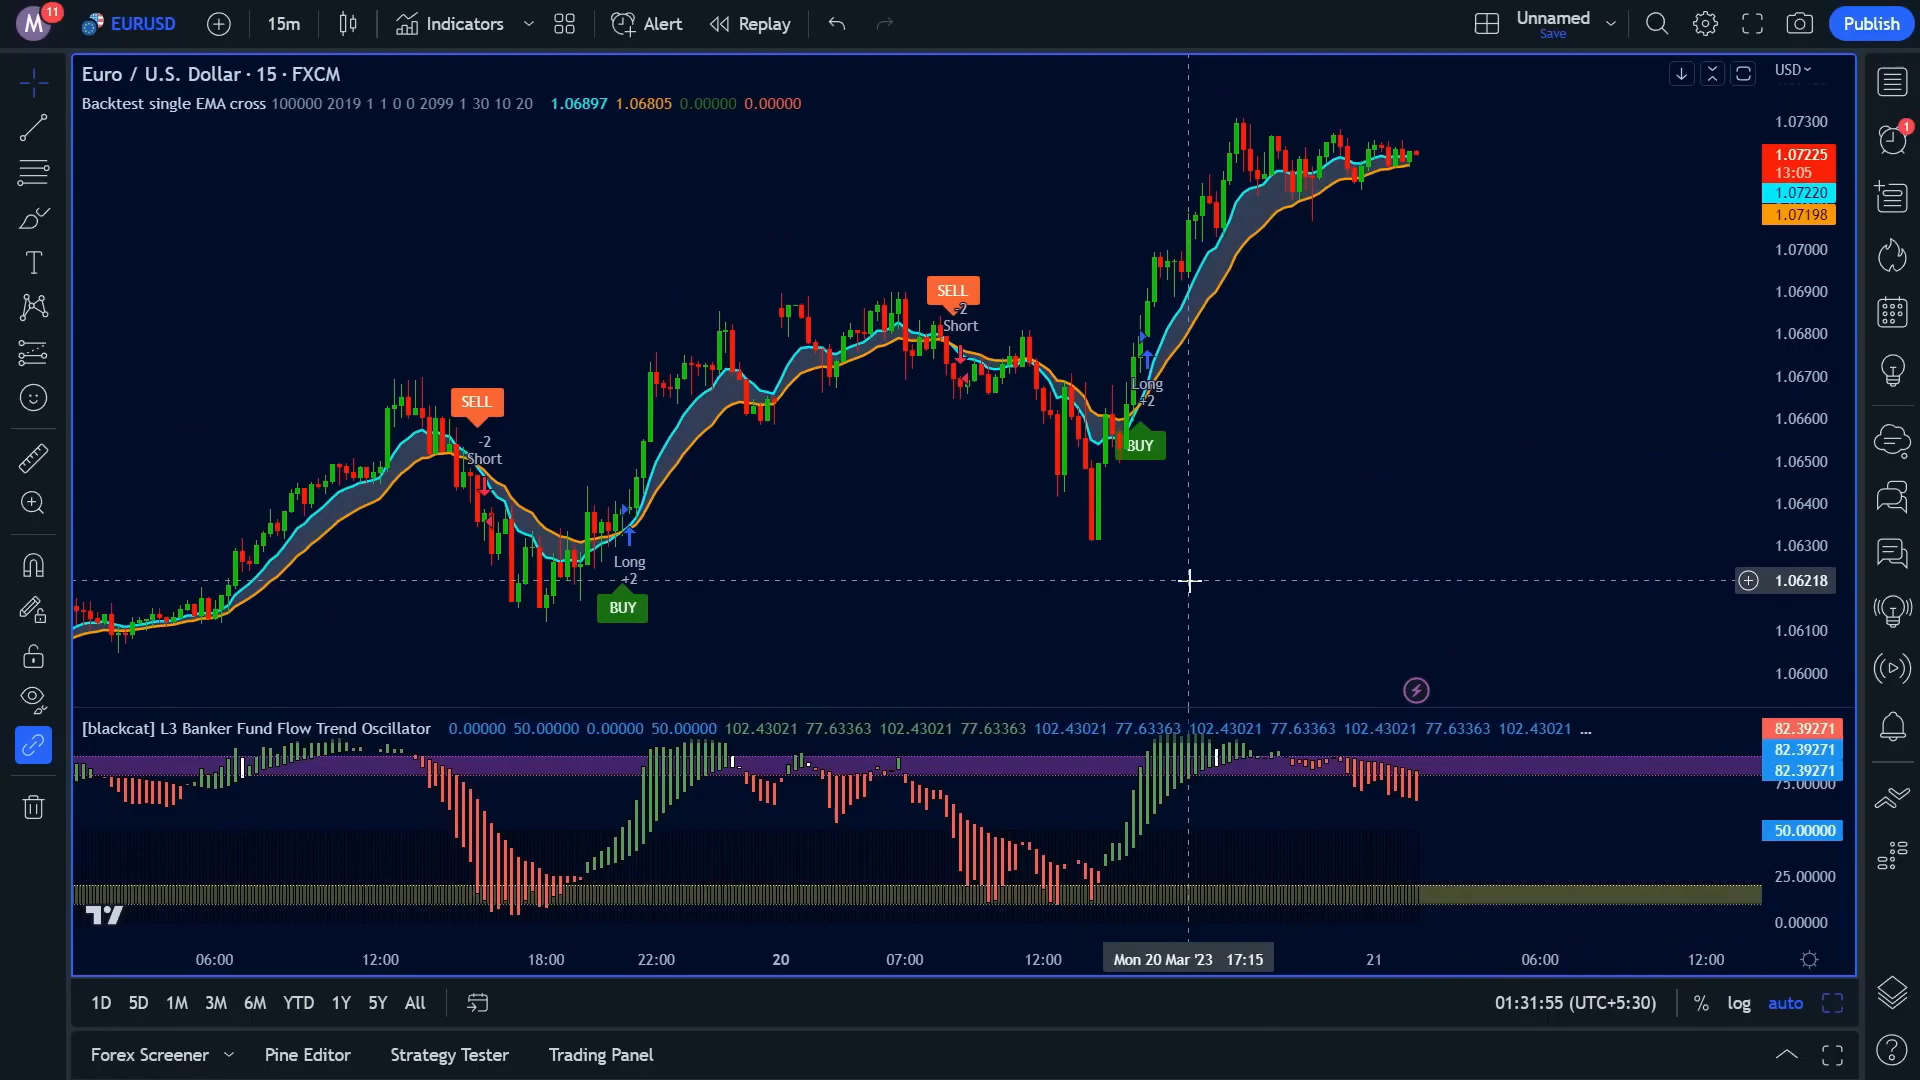 M 11 EURUSD 15m Indicators Alert Replay Unnamed Save Publish
Euro / U.S. Dollar · 15 · FXCM
USD
Backtest single EMA cross 100000 2019 1 1 0 0 2099 1 30 10 20 1.06897 1.06805 0.00000 0.00000
1.07300
1.07225
13:05
1.07220
1.07198
1.07000
1.06900
1.06800
1.06700
1.06600
1.06500
1.06400
1.06300
1.06218
1.06100
1.06000
1
SELL
-2
Short
SELL
-2
Short
Long
+2
BUY
Long
+2
BUY
[blackcat] L3 Banker Fund Flow Trend Oscillator 0.00000 50.00000 0.00000 50.00000 102.43021 77.63363 102.43021 77.63363 102.43021 77.63363 102.43021 77.63363 102.43021 77.63363 102.43021 ...
82.39271
82.39271
82.39271
75.00000
50.00000
25.00000
0.00000
06:00 12:00 18:00 22:00 20 07:00 12:00 Mon 20 Mar '23 17:15 21 06:00 12:00
1D 5D 1M 3M 6M YTD 1Y 5Y All 01:31:55 (UTC+5:30) % log auto
Forex Screener Pine Editor Strategy Tester Trading Panel